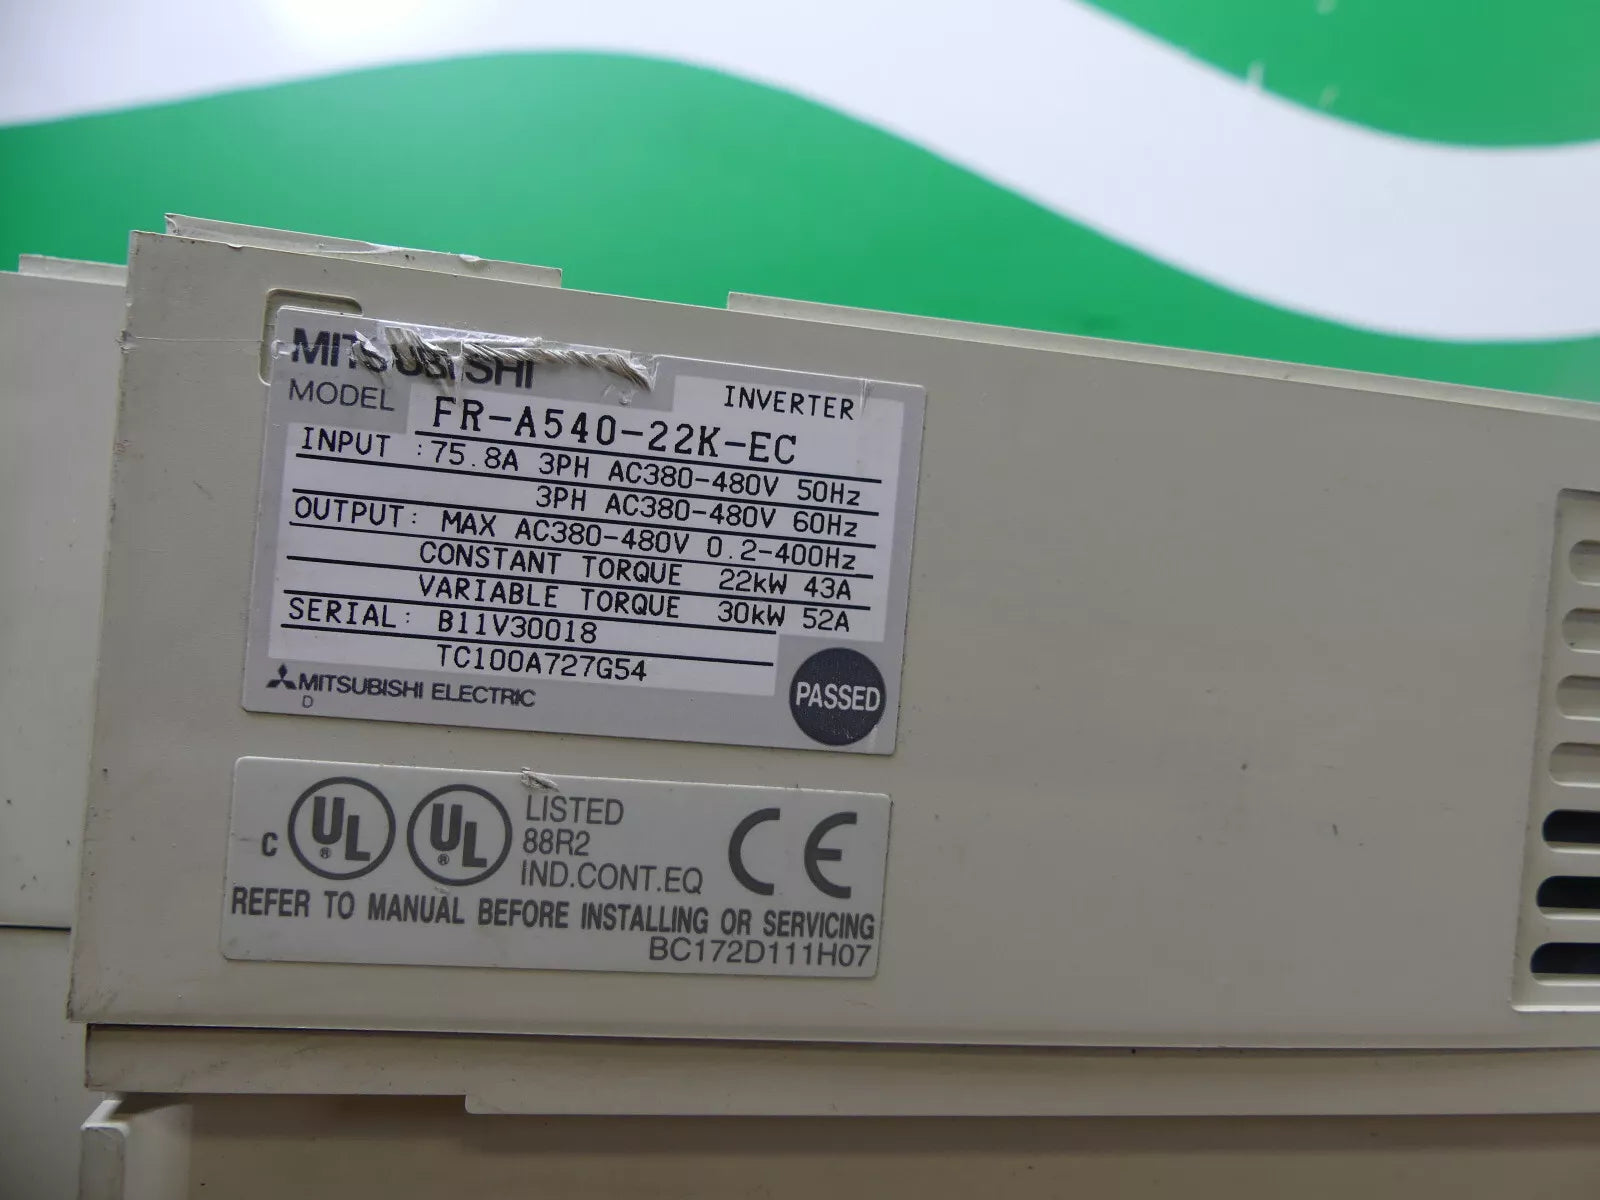 MITSUBISHI
INVERTER
MODEL FR-A540-22K-EC
INPUT :75.8A 3PH AC380-480V 50Hz
3PH AC380-480V 60Hz
OUTPUT: MAX AC380-480V 0.2-400Hz
CONSTANT TORQUE 22kW 43A
VARIABLE TORQUE 30kW 52A
SERIAL: B11V30018
TC100A727G54
MITSUBISHI ELECTRIC
D
PASSED
C UL ® UL ® LISTED
88R2
IND.CONT.EQ
CE
REFER TO MANUAL BEFORE INSTALLING OR SERVICING
BC172D111H07